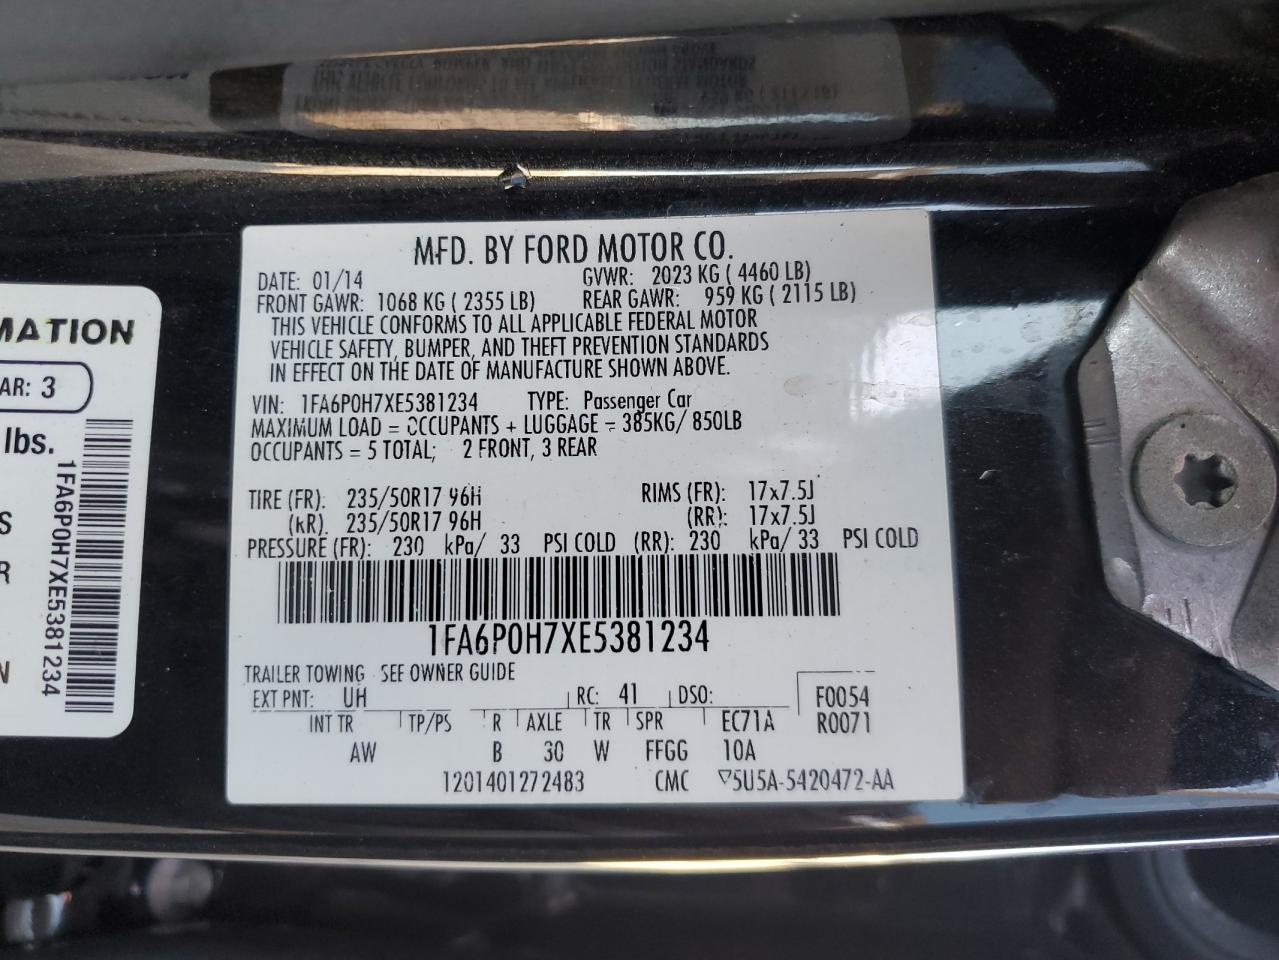 MFD. BY FORD MOTOR CO.
DATE: 01/14 GVWR: 2023 KG ( 4460 LB)
FRONT GAWR: 1068 KG ( 2355 LB) REAR GAWR: 959 KG ( 2115 LB)
THIS VEHICLE CONFORMS TO ALL APPLICABLE FEDERAL MOTOR
VEHICLE SAFETY, BUMPER, AND THEFT PREVENTION STANDARDS
IN EFFECT ON THE DATE OF MANUFACTURE SHOWN ABOVE.
VIN: 1FA6P0H7XE5381234 TYPE: Passenger Car
MAXIMUM LOAD = OCCUPANTS + LUGGAGE = 385KG/ 850LB
OCCUPANTS = 5 TOTAL; 2 FRONT, 3 REAR
TIRE (FR): 235/50R17 96H RIMS (FR): 17x7.5J
(RR): 235/50R17 96H (RR): 17x7.5J
PRESSURE (FR): 230 kPa/ 33 PSI COLD (RR): 230 kPa/ 33 PSI COLD
1FA6P0H7XE5381234
TRAILER TOWING SEE OWNER GUIDE
EXT PNT: UH RC: 41 DSO: F0054
INT TR TP/PS R AXLE TR SPR EC71A R0071
AW B 30 W FFGG 10A
1201401272483 CMC ▽5U5A-5420472-AA
MATION
AR: 3
lbs.
S
R
N
1FA6P0H7XE5381234